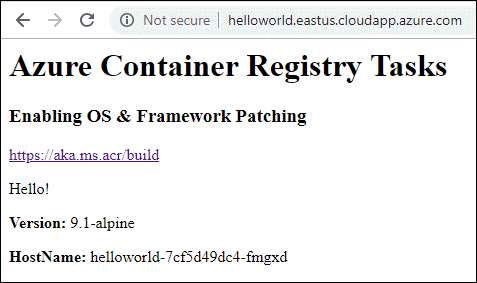 Not secure | helloworld.eastus.cloudapp.azure.com
Azure Container Registry Tasks
Enabling OS & Framework Patching
https://aka.ms.acr/build
Hello!
Version: 9.1-alpine
HostName: helloworld-7cf5d49dc4-fmgxd